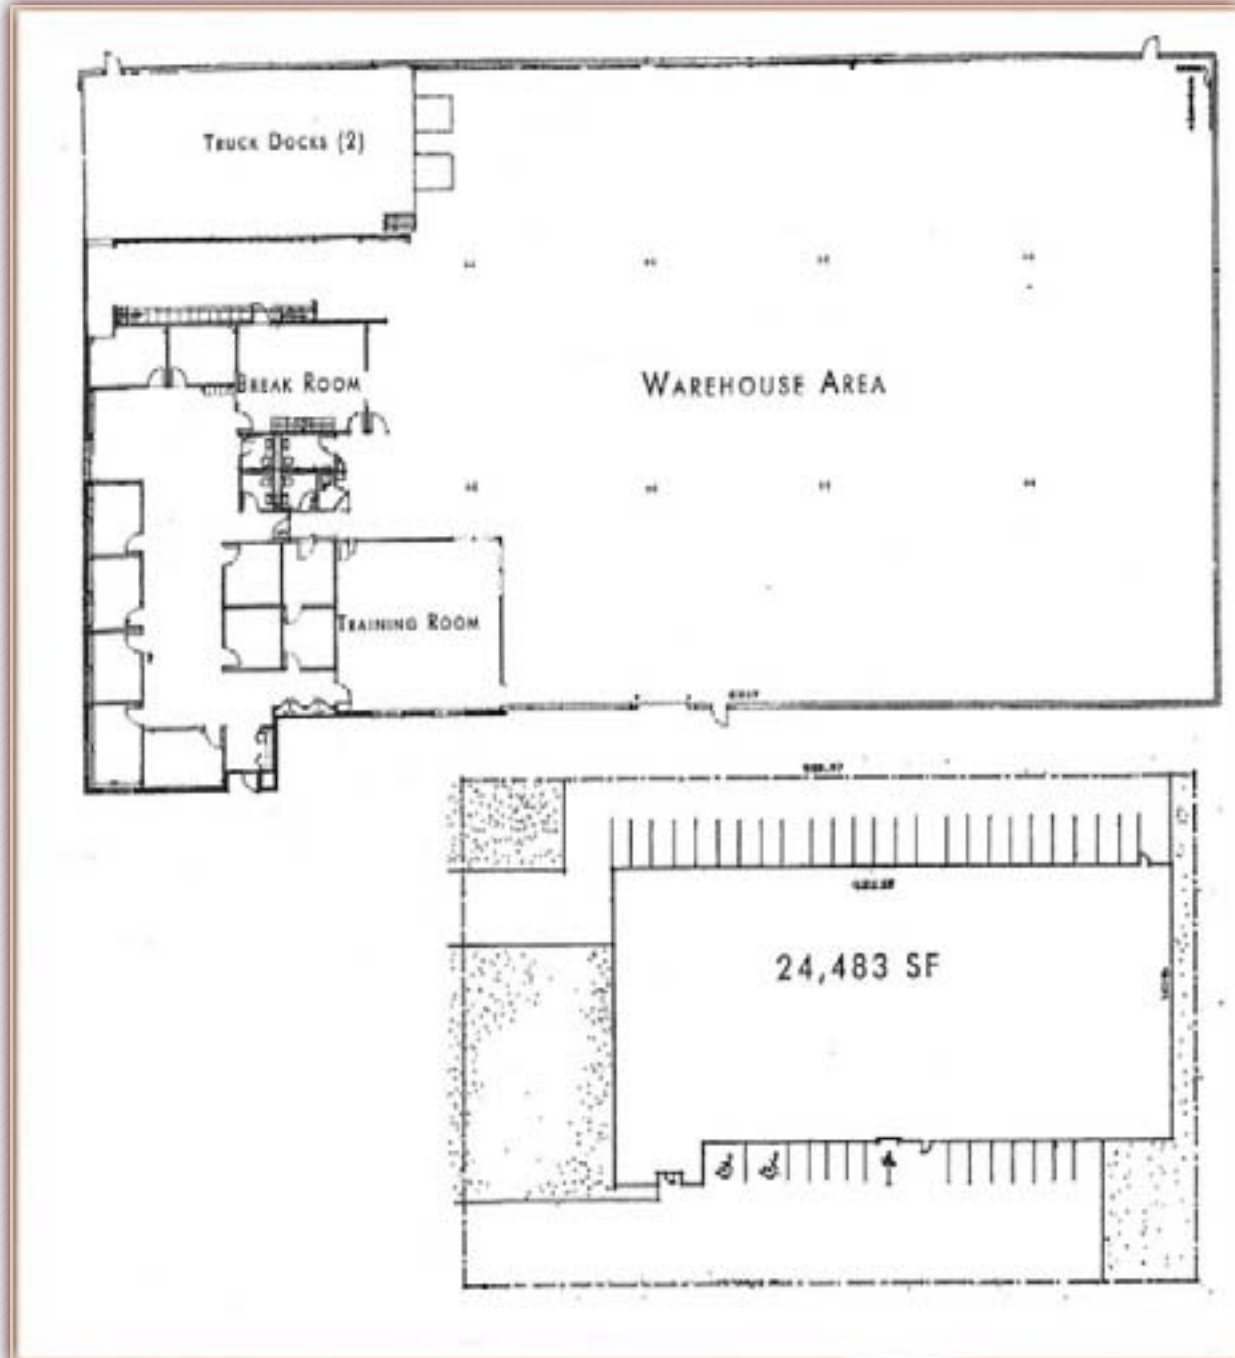 TRUCK DOCKS (2)
BREAK ROOM
WAREHOUSE AREA
TRAINING ROOM
24,483 SF